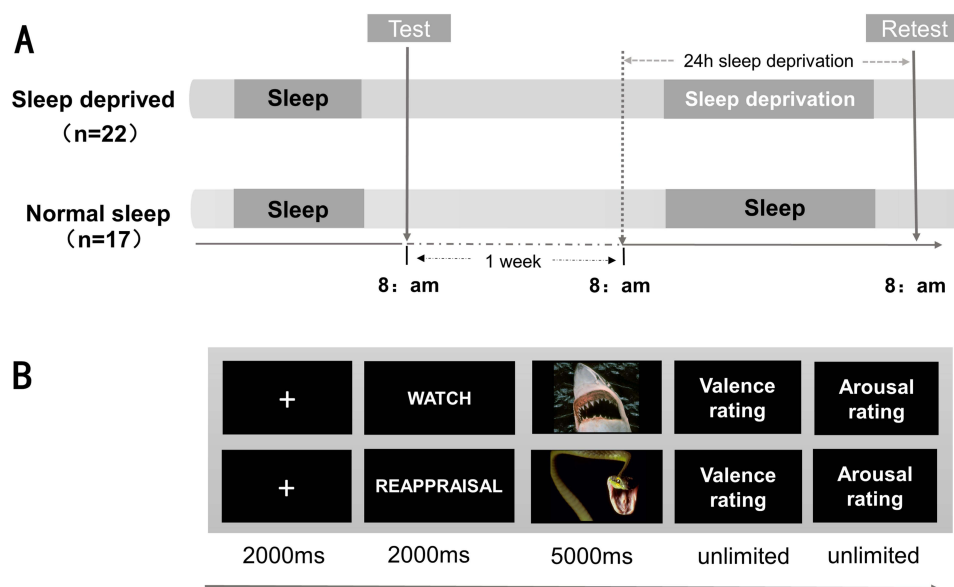 A
Test
Retest
24h sleep deprivation
Sleep deprived
（n=22）
Sleep
Sleep deprivation
Normal sleep
（n=17）
Sleep
Sleep
1 week
8：am
8：am
8：am
B
+
WATCH
Valence
rating
Arousal
rating
+
REAPPRAISAL
Valence
rating
Arousal
rating
2000ms
2000ms
5000ms
unlimited
unlimited